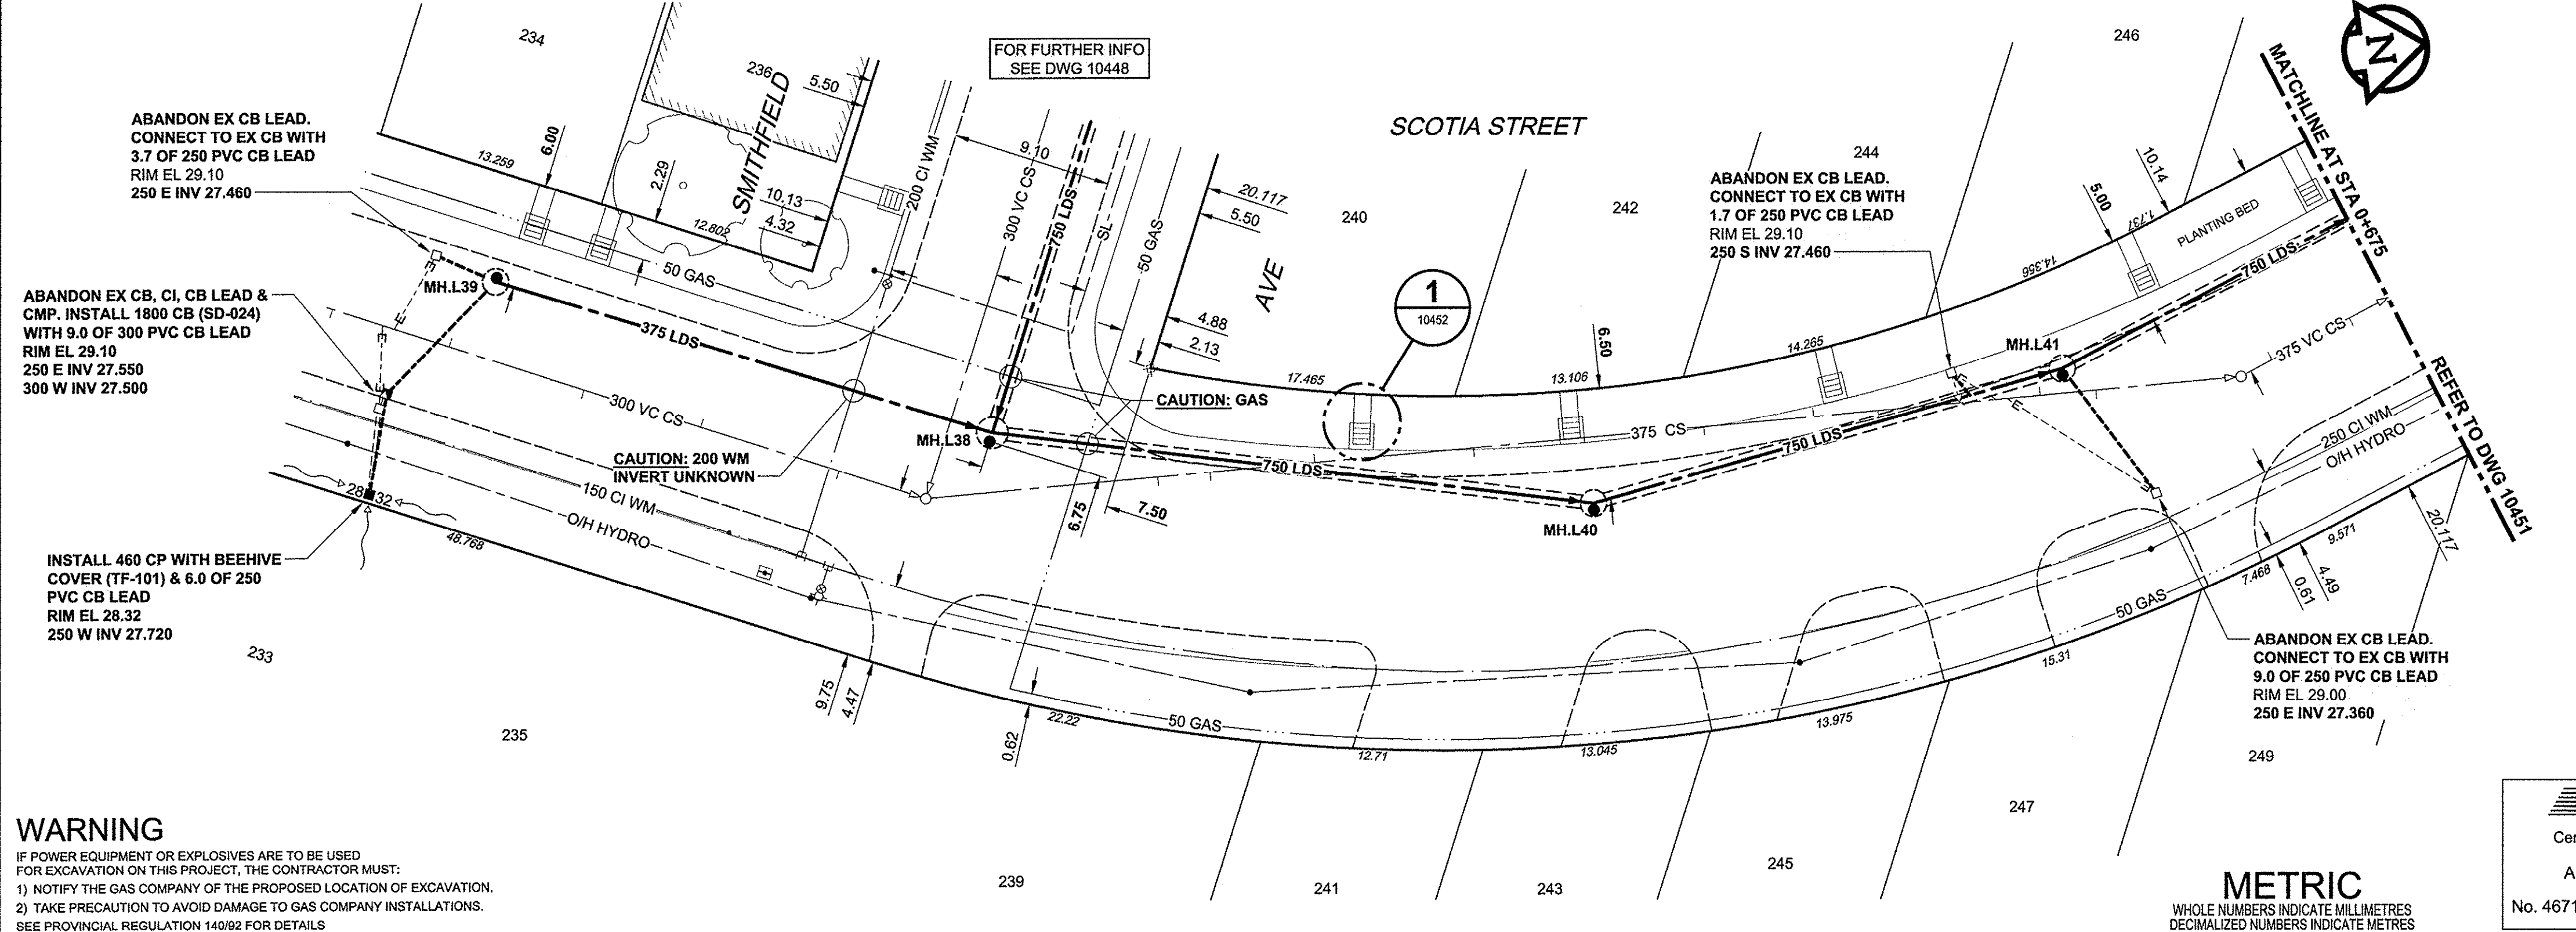 234
236
5.50
SMITHFIELD
FOR FURTHER INFO
SEE DWG 10448
SCOTIA STREET
246
N
MATCHLINE AT STA 0+675
REFER TO DWG 10451
ABANDON EX CB LEAD.
CONNECT TO EX CB WITH
3.7 OF 250 PVC CB LEAD
RIM EL 29.10
250 E INV 27.460
13.259
6.00
2.29
12.802
10.13
4.32
200 CI WM
9.10
300 VC CS
750 LDS
SL
50 GAS
20.117
5.50
AVE
4.88
2.13
240
242
244
ABANDON EX CB LEAD.
CONNECT TO EX CB WITH
1.7 OF 250 PVC CB LEAD
RIM EL 29.10
250 S INV 27.460
5.00
10.14
1.737
PLANTING BED
14.356
750 LDS
50 GAS
MH.L39
375 LDS
ABANDON EX CB, CI, CB LEAD &
CMP. INSTALL 1800 CB (SD-024)
WITH 9.0 OF 300 PVC CB LEAD
RIM EL 29.10
250 E INV 27.550
300 W INV 27.500
E
E
E
E
300 VC CS
1
10452
17.465
13.106
6.50
14.265
MH.L41
375 VC CS
CAUTION: GAS
MH.L38
CAUTION: 200 WM
INVERT UNKNOWN
375 CS
750 LDS
750 LDS
E
E
E
250 CI WM
O/H HYDRO
28.32
150 CI WM
O/H HYDRO
48.768
6.75
7.50
MH.L40
INSTALL 460 CP WITH BEEHIVE
COVER (TF-101) & 6.0 OF 250
PVC CB LEAD
RIM EL 28.32
250 W INV 27.720
233
235
9.75
4.47
0.62
22.22
50 GAS
12.71
13.045
13.975
15.31
50 GAS
7.468
0.61
4.49
9.571
20.117
ABANDON EX CB LEAD.
CONNECT TO EX CB WITH
9.0 OF 250 PVC CB LEAD
RIM EL 29.00
250 E INV 27.360
249
247
245
243
241
239
WARNING
IF POWER EQUIPMENT OR EXPLOSIVES ARE TO BE USED
FOR EXCAVATION ON THIS PROJECT, THE CONTRACTOR MUST:
1) NOTIFY THE GAS COMPANY OF THE PROPOSED LOCATION OF EXCAVATION.
2) TAKE PRECAUTION TO AVOID DAMAGE TO GAS COMPANY INSTALLATIONS.
SEE PROVINCIAL REGULATION 140/92 FOR DETAILS
METRIC
WHOLE NUMBERS INDICATE MILLIMETRES
DECIMALIZED NUMBERS INDICATE METRES
No. 4671